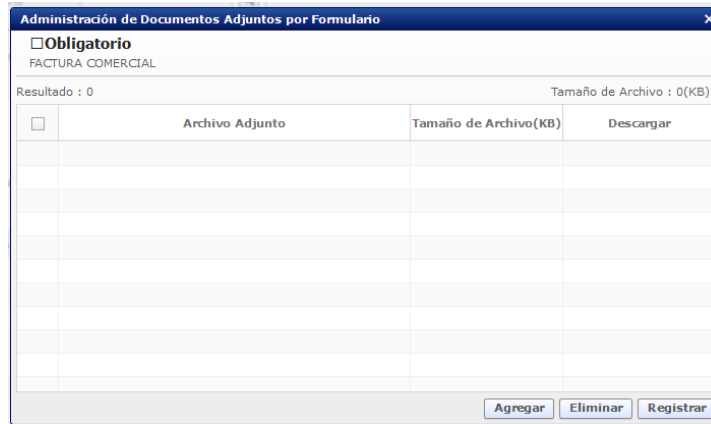 Administración de Documentos Adjuntos por Formulario
☐Obligatorio
FACTURA COMERCIAL
Resultado : 0 Tamaño de Archivo : 0(KB)
Archivo Adjunto Tamaño de Archivo(KB) Descargar
Agregar Eliminar Registrar